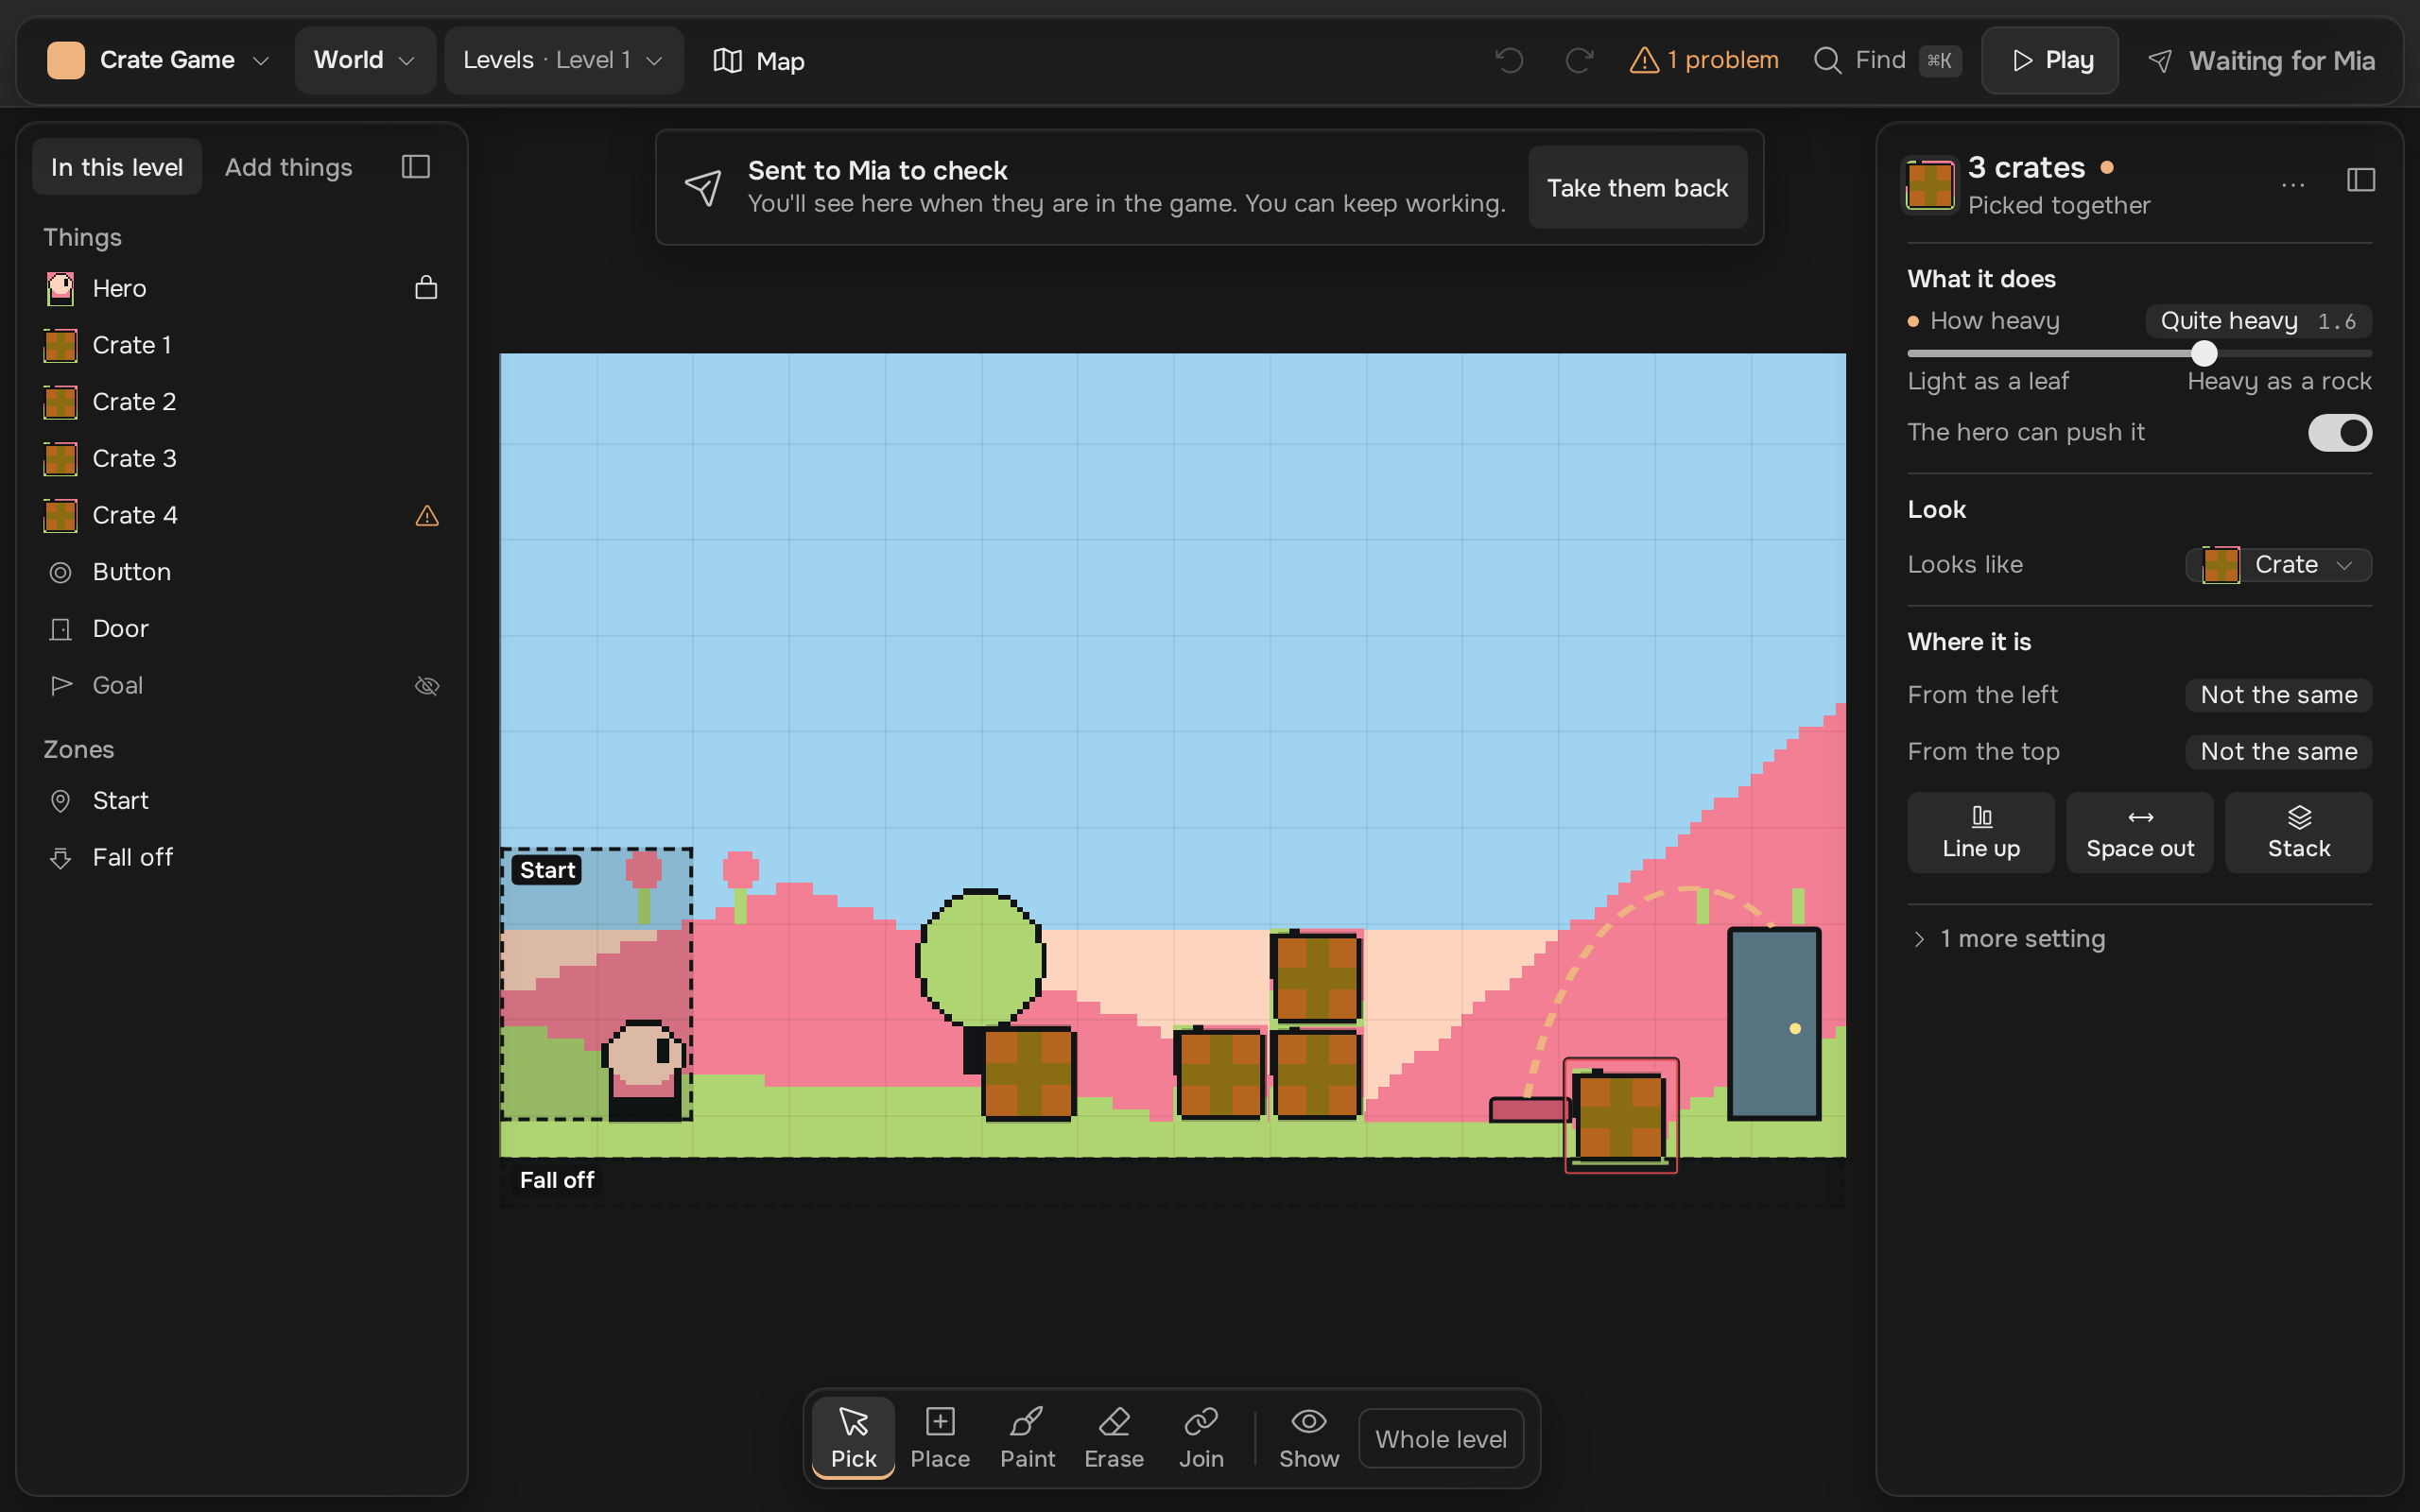 Crate Game
World
Levels · Level 1
Map
1 problem
Find ⌘K
Play
Waiting for Mia
In this level
Add things
Things
Hero
Crate 1
Crate 2
Crate 3
Crate 4
Button
Door
Goal
Zones
Start
Fall off
Sent to Mia to check
You'll see here when they are in the game. You can keep working.
Take them back
Start
Fall off
Pick
Place
Paint
Erase
Join
Show
Whole level
3 crates
Picked together
What it does
How heavy
Quite heavy 1.6
Light as a leaf
Heavy as a rock
The hero can push it
Look
Looks like
Crate
Where it is
From the left
Not the same
From the top
Not the same
Line up
Space out
Stack
1 more setting